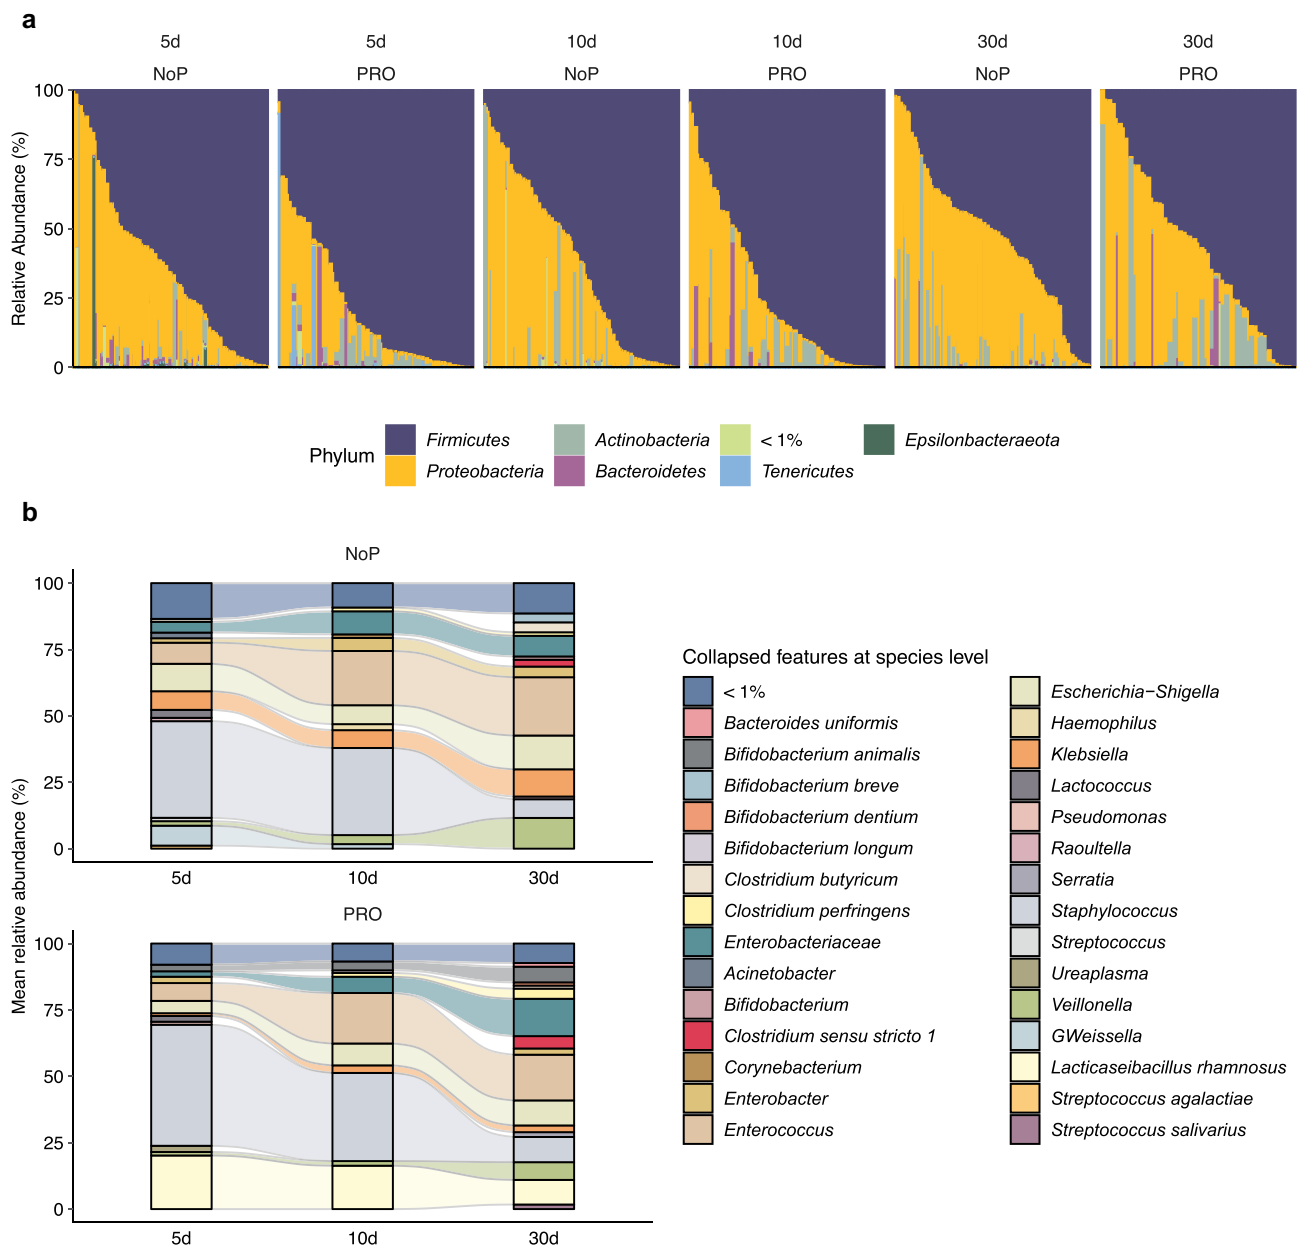 a
5d 5d 10d 10d 30d 30d
NoP PRO NoP PRO NoP PRO
Relative Abundance (%)
100
75
50
25
0
Phylum
Firmicutes Actinobacteria < 1% Epsilonbacteraeota
Proteobacteria Bacteroidetes Tenericutes
b
Mean relative abundance (%)
NoP
100
75
50
25
0
5d 10d 30d
PRO
100
75
50
25
0
5d 10d 30d
Collapsed features at species level
< 1%
Bacteroides uniformis
Bifidobacterium animalis
Bifidobacterium breve
Bifidobacterium dentium
Bifidobacterium longum
Clostridium butyricum
Clostridium perfringens
Enterobacteriaceae
Acinetobacter
Bifidobacterium
Clostridium sensu stricto 1
Corynebacterium
Enterobacter
Enterococcus
Escherichia−Shigella
Haemophilus
Klebsiella
Lactococcus
Pseudomonas
Raoultella
Serratia
Staphylococcus
Streptococcus
Ureaplasma
Veillonella
GWeissella
Lacticaseibacillus rhamnosus
Streptococcus agalactiae
Streptococcus salivarius